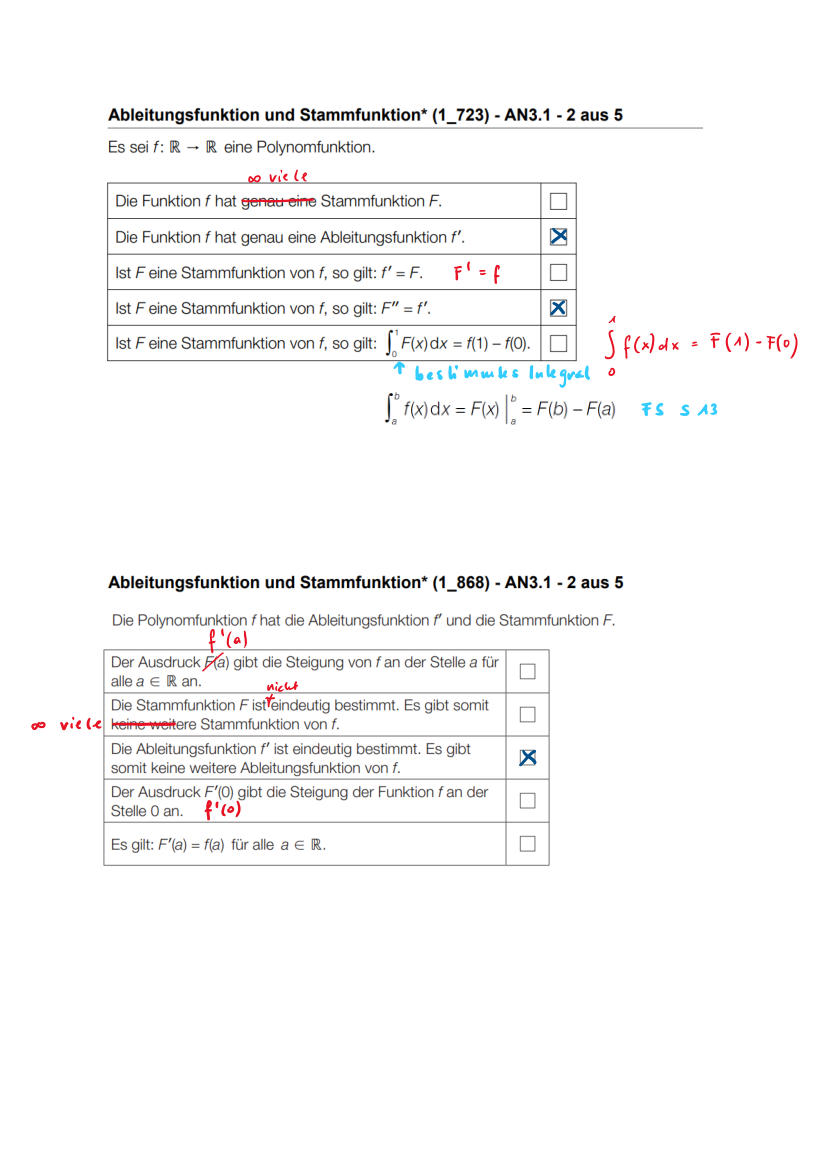 Ableitungsfunktion und Stammfunktion* (1_723) - AN3.1 - 2 aus 5
Es sei f: ℝ → ℝ eine Polynomfunktion.
∞ viele
Die Funktion f hat genau eine Stammfunktion F.
Die Funktion f hat genau eine Ableitungsfunktion f′.
Ist F eine Stammfunktion von f, so gilt: f′ = F. F' = f
Ist F eine Stammfunktion von f, so gilt: F″ = f′.
Ist F eine Stammfunktion von f, so gilt: ∫₀¹ F(x) dx = f(1) – f(0). ∫₀¹ f(x) dx = F(1) - F(0)
↑ bestimmtes Integral
∫ₐᵇ f(x) dx = F(x) |ₐᵇ = F(b) – F(a) FS S 13
Ableitungsfunktion und Stammfunktion* (1_868) - AN3.1 - 2 aus 5
Die Polynomfunktion f hat die Ableitungsfunktion f′ und die Stammfunktion F.
f'(a)
Der Ausdruck F(a) gibt die Steigung von f an der Stelle a für
alle a ∈ ℝ an.
nicht
Die Stammfunktion F ist eindeutig bestimmt. Es gibt somit
∞ viele keine weitere Stammfunktion von f.
Die Ableitungsfunktion f′ ist eindeutig bestimmt. Es gibt
somit keine weitere Ableitungsfunktion von f.
Der Ausdruck F′(0) gibt die Steigung der Funktion f an der
Stelle 0 an. f'(0)
Es gilt: F′(a) = f(a) für alle a ∈ ℝ.